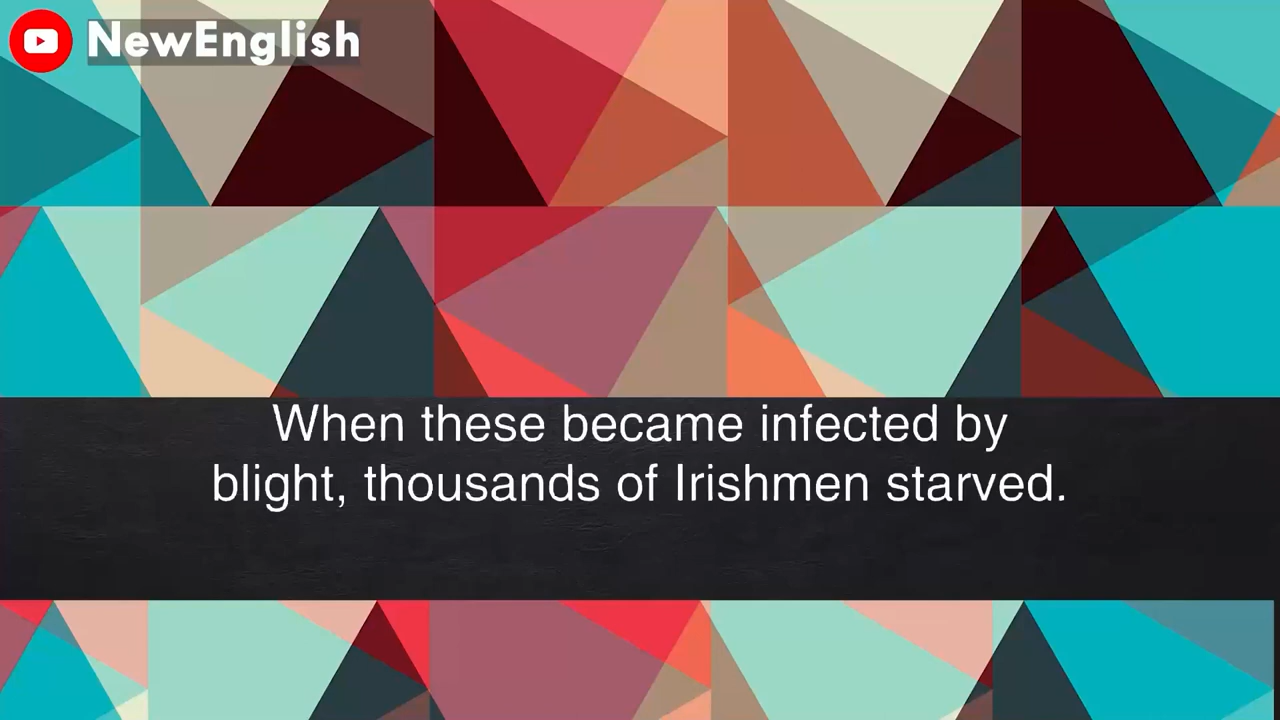 NewEnglish
When these became infected by
blight, thousands of Irishmen starved.